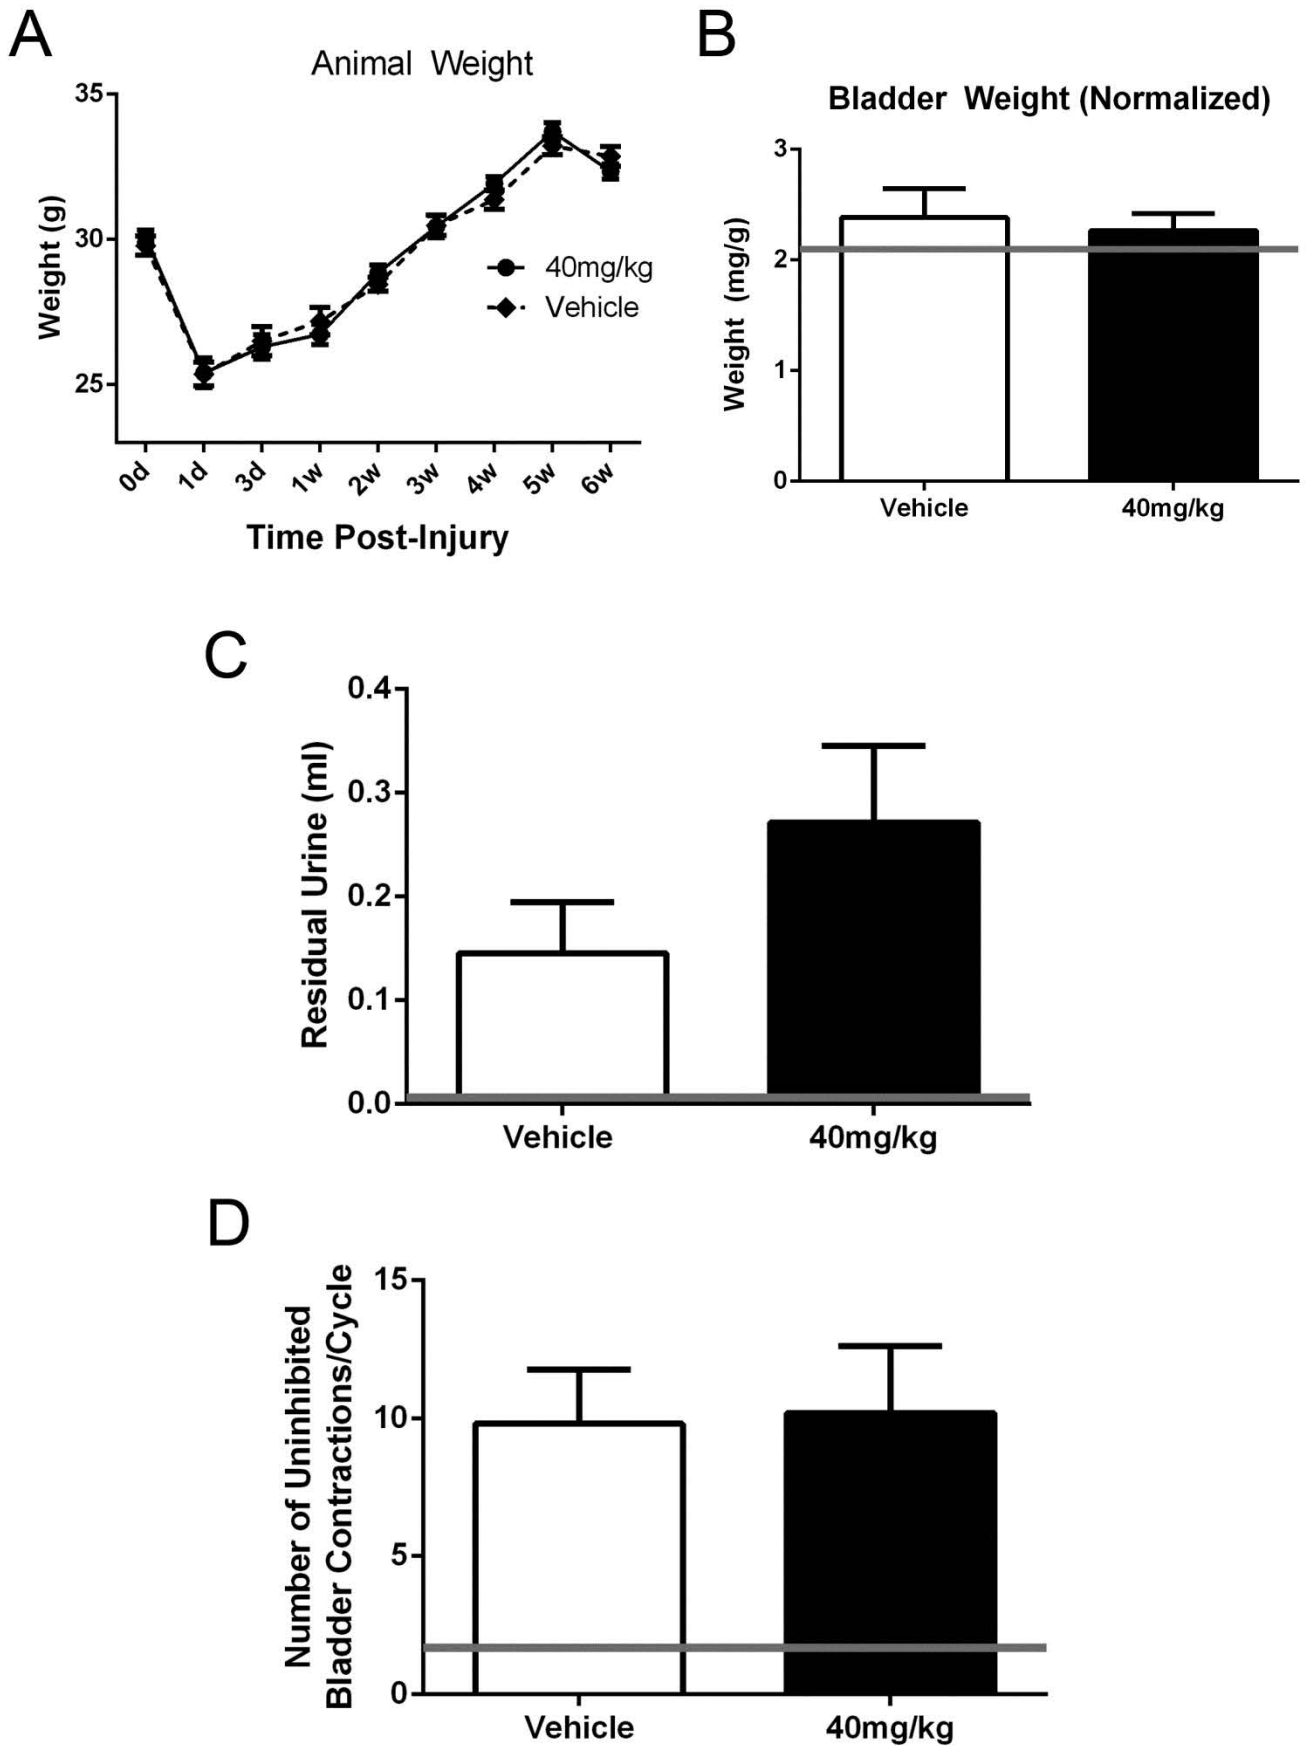 A
Animal Weight
35
30
25
Weight (g)
40mg/kg
Vehicle
0d 1d 3d 1w 2w 3w 4w 5w 6w
Time Post-Injury
B
Bladder Weight (Normalized)
3
2
1
0
Weight (mg/g)
Vehicle 40mg/kg
C
0.4
0.3
0.2
0.1
0.0
Residual Urine (ml)
Vehicle 40mg/kg
D
15
10
5
0
Number of Uninhibited
Bladder Contractions/Cycle
Vehicle 40mg/kg